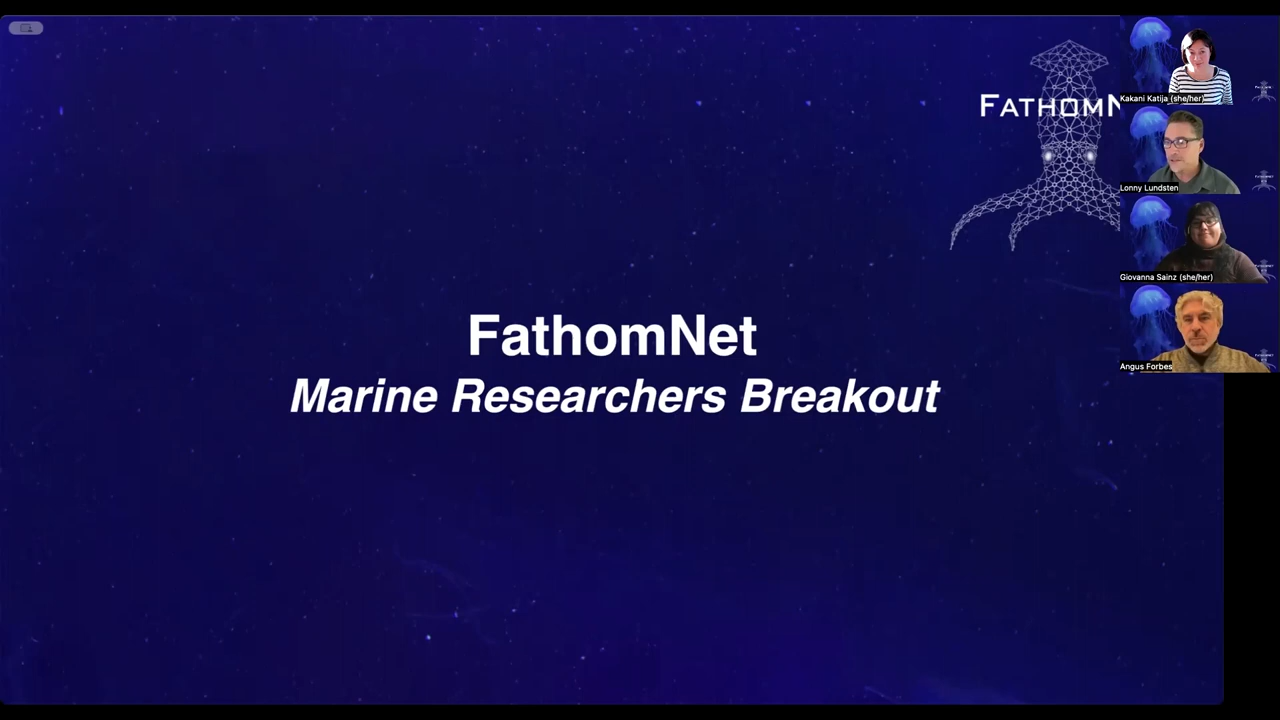 FATHOMN
Kakani Katija (she/her)
Lonny Lundsten
Giovanna Sainz (she/her)
Angus Forbes
FathomNet
Marine Researchers Breakout